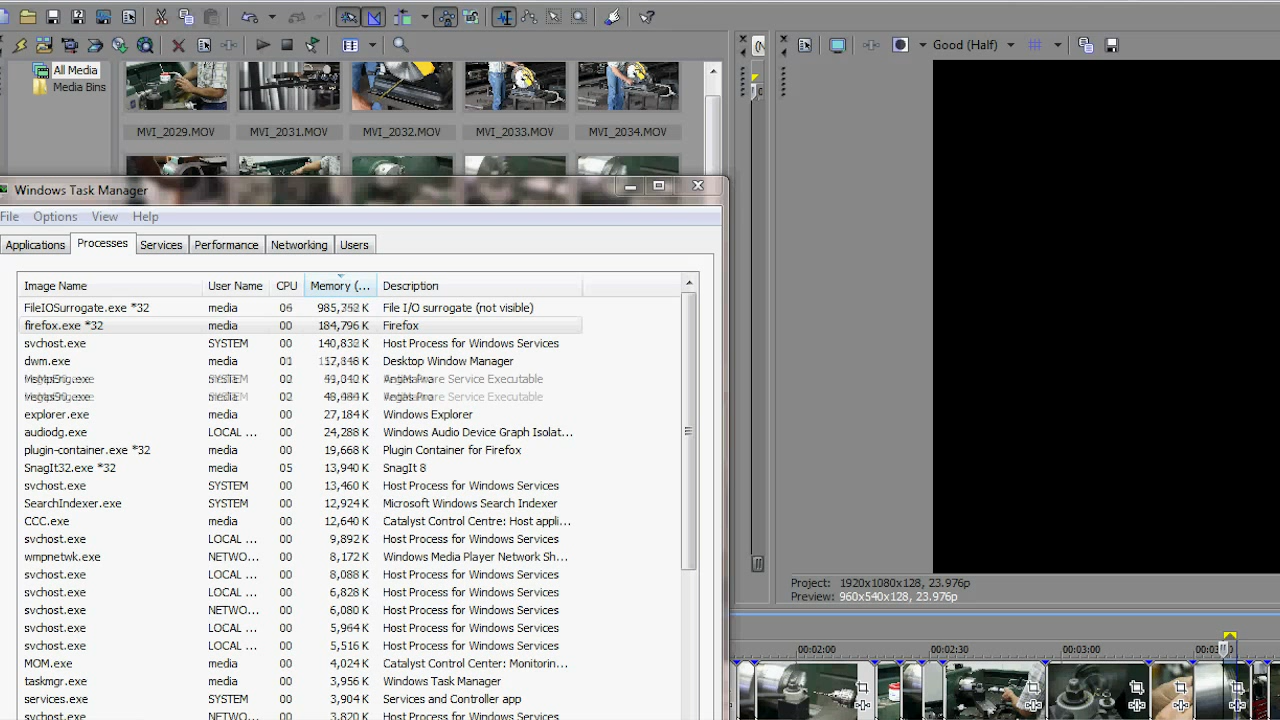 Good (Half)
All Media
Media Bins
MVI_2029.MOV MVI_2031.MOV MVI_2032.MOV MVI_2033.MOV MVI_2034.MOV
Windows Task Manager
File Options View Help
Applications Processes Services Performance Networking Users
Image Name User Name CPU Memory (... Description
FileIOSurrogate.exe *32 media File I/O surrogate (not visible)
firefox.exe *32 media 00 184,796 K Firefox
svchost.exe SYSTEM 00 Host Process for Windows Services
dwm.exe media Desktop Window Manager
explorer.exe media 00 27,184 K Windows Explorer
audiodg.exe LOCAL ... 00 24,288 K Windows Audio Device Graph Isolat...
plugin-container.exe *32 media 00 19,668 K Plugin Container for Firefox
SnagIt32.exe *32 media 05 13,940 K SnagIt 8
svchost.exe SYSTEM 00 13,460 K Host Process for Windows Services
SearchIndexer.exe SYSTEM 00 12,924 K Microsoft Windows Search Indexer
CCC.exe media 00 12,640 K Catalyst Control Centre: Host appli...
svchost.exe LOCAL ... 00 9,892 K Host Process for Windows Services
wmpnetwk.exe NETWO... 00 8,172 K Windows Media Player Network Sh...
svchost.exe LOCAL ... 00 8,088 K Host Process for Windows Services
svchost.exe LOCAL ... 00 6,828 K Host Process for Windows Services
svchost.exe NETWO... 00 6,080 K Host Process for Windows Services
svchost.exe LOCAL ... 00 5,964 K Host Process for Windows Services
svchost.exe LOCAL ... 00 5,516 K Host Process for Windows Services
MOM.exe media 00 4,024 K Catalyst Control Center: Monitorin...
taskmgr.exe media 00 3,956 K Windows Task Manager
services.exe SYSTEM 00 3,904 K Services and Controller app
svchost.exe NETWO... 00 3,820 K Host Process for Windows Services
Project: 1920x1080x128, 23.976p
Preview: 960x540x128, 23.976p
00:02:00 00:02:30 00:03:00